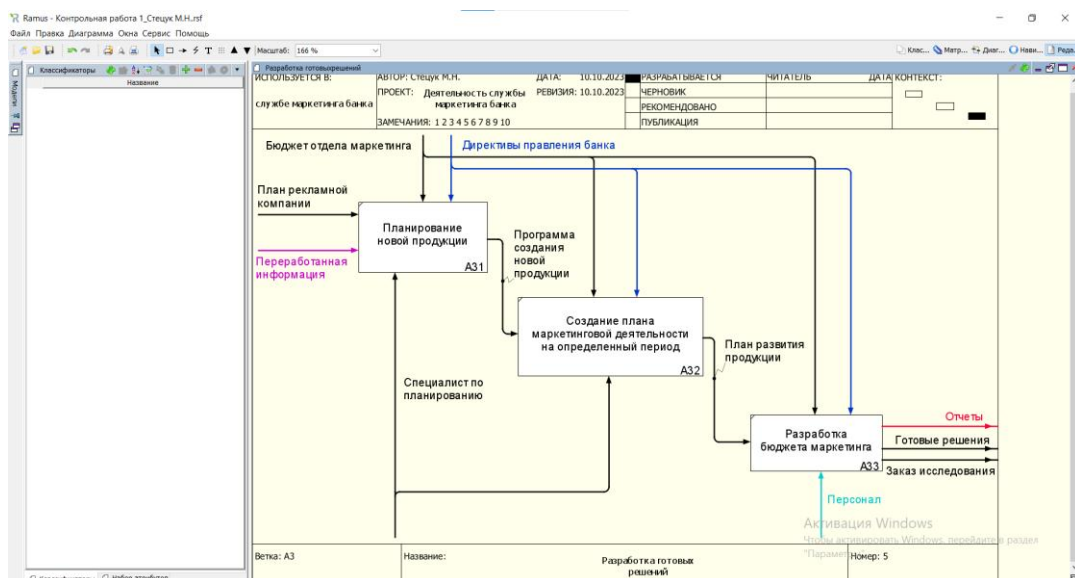 Ramus - Контрольная работа 1_Стецук М.Н..rsf
Файл Правка Диаграмма Окна Сервис Помощь
Масштаб: 166 %
Клас... Матр... Диаг... Нави... Реда..
Классификаторы
Название
Модели
Разработка готовыхрешений
ИСПОЛЬЗУЕТСЯ В: АВТОР: Стецук М.Н. ДАТА: 10.10.2023 РАЗРАБАТЫВАЕТСЯ ЧИТАТЕЛЬ ДАТА КОНТЕКСТ:
службе маркетинга банка
ПРОЕКТ: Деятельность службы маркетинга банка
РЕВИЗИЯ: 10.10.2023
ЧЕРНОВИК
РЕКОМЕНДОВАНО
ЗАМЕЧАНИЯ: 1 2 3 4 5 6 7 8 9 10
ПУБЛИКАЦИЯ
Бюджет отдела маркетинга
Директивы правления банка
План рекламной
компании
Планирование
новой продукции
A31
Переработанная
информация
Программа
создания
новой
продукции
Создание плана
маркетинговой деятельности
на определенный период
A32
План развития
продукции
Специалист по
планированию
Разработка
бюджета маркетинга
A33
Отчеты
Готовые решения
Заказ исследования
Персонал
Активация Windows
Чтобы активировать Windows, перейдите в раздел
"Парам
Ветка: A3
Название:
Разработка готовых
решений
Номер: 5